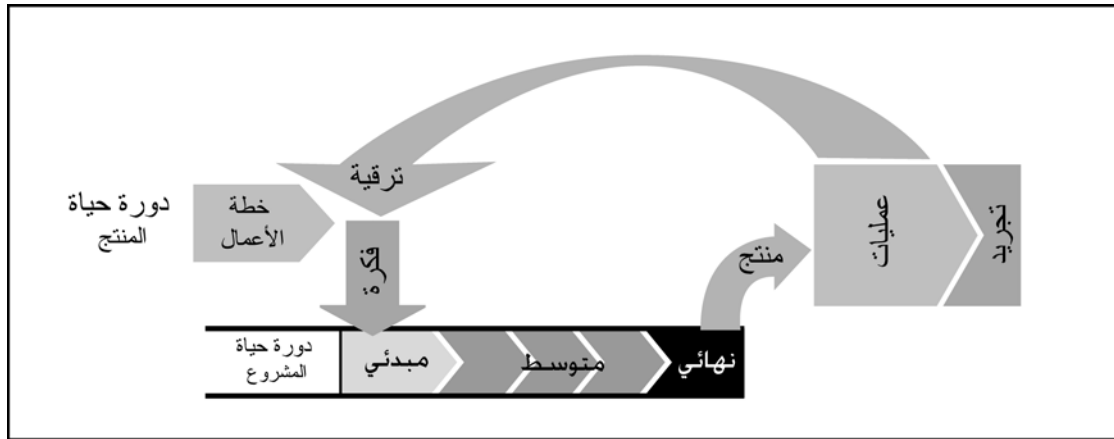 ترقية
دورة حياة
المنتج
خطة
الأعمال
فكرة
منتج
عمليات
تجريد
دورة حياة
المشروع
مبدئي
متوسط
نهائي